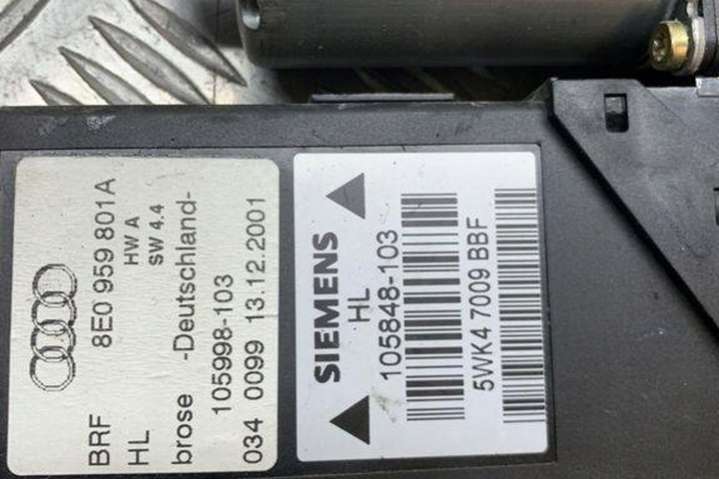 8E0 959 801A
HW A
SW 4.4
BRF
HL
brose -Deutschland-
105998-103
034 0099 13.12.2001
SIEMENS
HL
105848-103
5WK4 7009 BBF